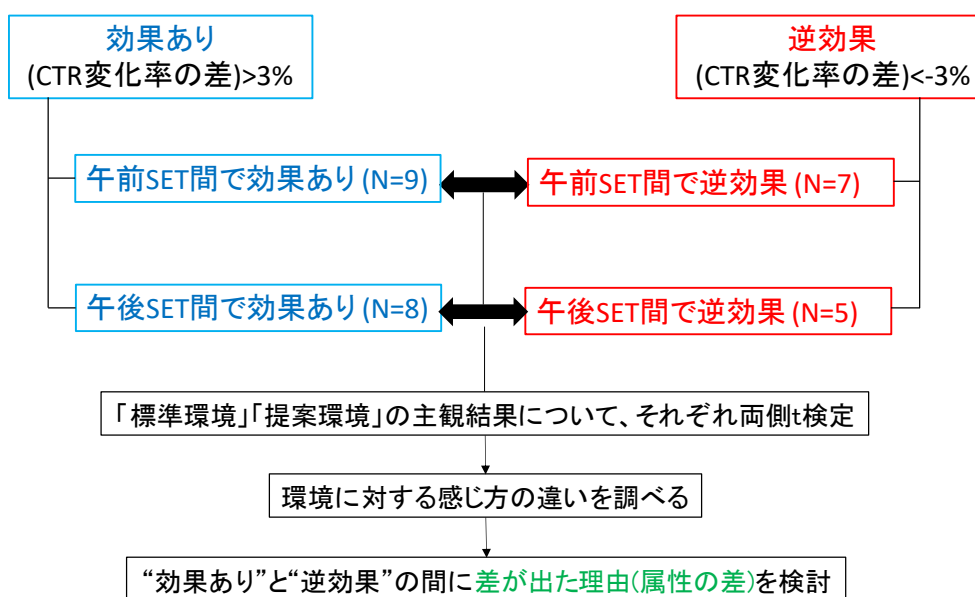 効果あり
(CTR変化率の差)>3%
逆効果
(CTR変化率の差)<-3%
午前SET間で効果あり(N=9)
午前SET間で逆効果 (N=7)
午後SET間で効果あり(N=8)
午後SET間で逆効果 (N=5)
「標準環境」「提案環境」の主観結果について、それぞれ両側t検定
環境に対する感じ方の違いを調べる
“効果あり”と“逆効果”の間に差が出た理由(属性の差)を検討